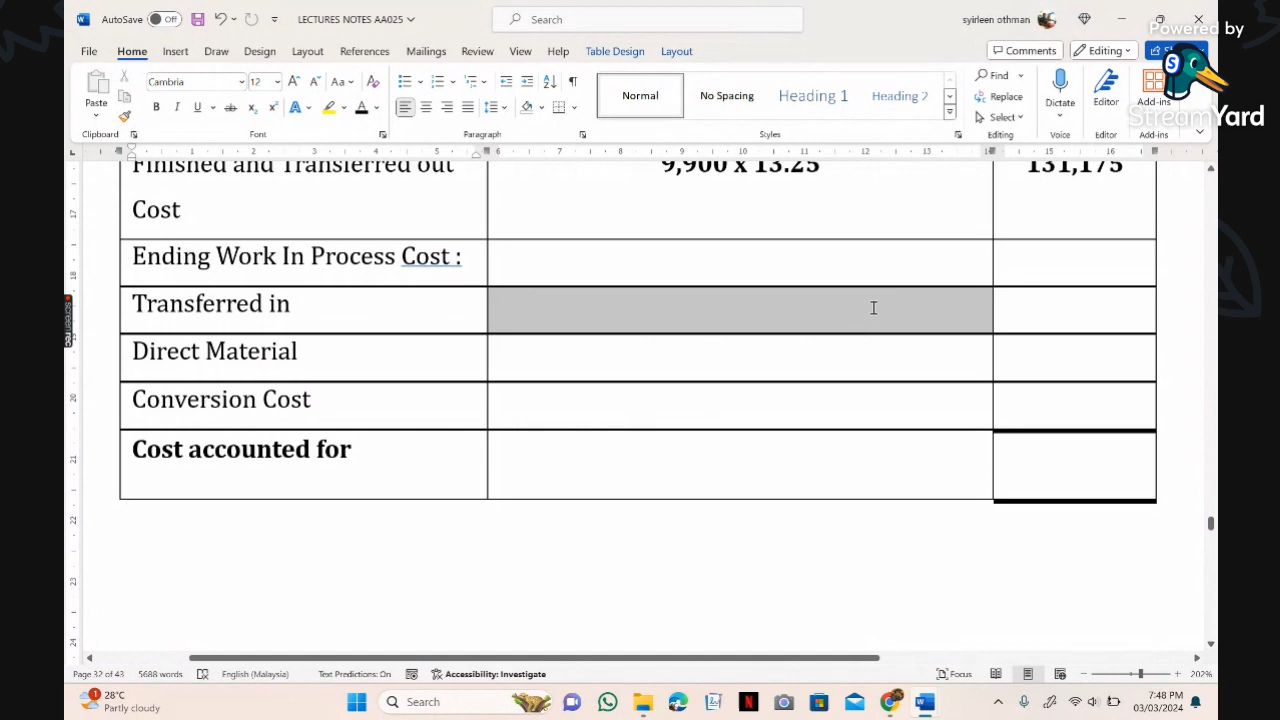 Powered by
StreamYard
AutoSave Off
LECTURES NOTES AA025
Search
syirleen othman
File Home Insert Draw Design Layout References Mailings Review View Help Table Design Layout
Comments Editing
Paste
Cambria 12
Normal
No Spacing
Heading 1
Heading 2
Find
Replace
Select
Dictate
Editor
Add-ins
Clipboard Font Paragraph Styles Editing Voice Editor Add-ins
Finished and Transferred out 9,900 x 13.25 131,175
Cost
Ending Work In Process Cost :
Transferred in
Direct Material
Conversion Cost
Cost accounted for
Page 32 of 43 5688 words English (Malaysia) Text Predictions: On Accessibility: Investigate Focus 202%
28°C
Partly cloudy
Search
7:48 PM
03/03/2024